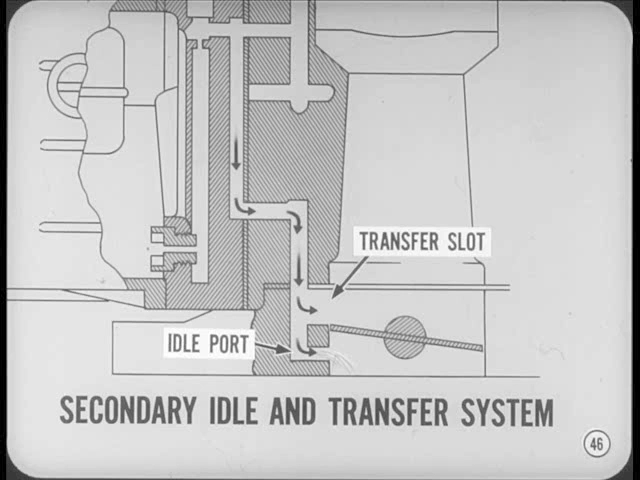 TRANSFER SLOT
IDLE PORT
SECONDARY IDLE AND TRANSFER SYSTEM
46